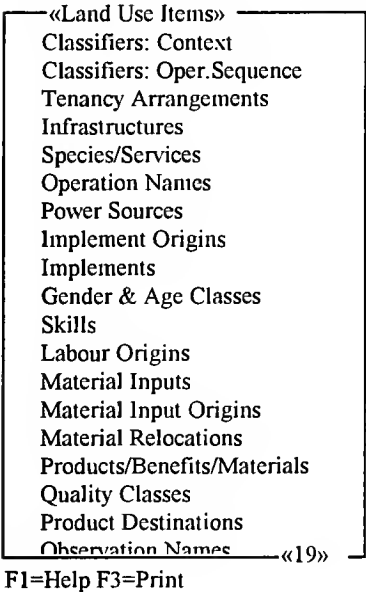 «Land Use Items»
Classifiers: Context
Classifiers: Oper.Sequence
Tenancy Arrangements
Infrastructures
Species/Services
Operation Names
Power Sources
Implement Origins
Implements
Gender & Age Classes
Skills
Labour Origins
Material Inputs
Material Input Origins
Material Relocations
Products/Benefits/Materials
Quality Classes
Product Destinations
Observation Names
«19»
F1=Help F3=Print